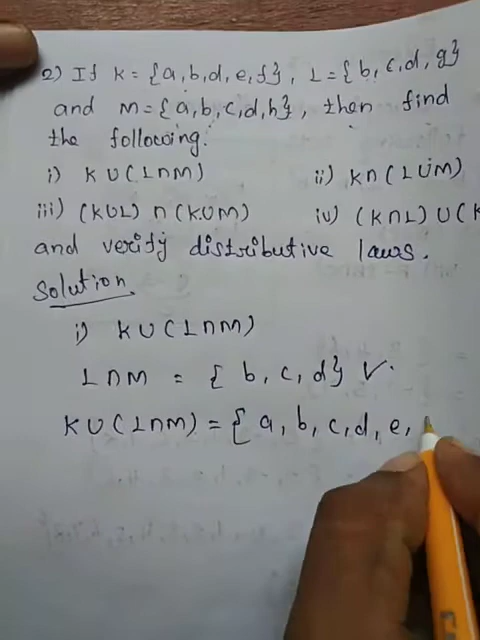 2) If K = {a, b, d, e, f}, L = {b, c, d, g}
and M = {a, b, c, d, h}, then find
the following:
i) K ∪ (L ∩ M) ii) K ∩ (L ∪ M)
iii) (K ∪ L) ∩ (K ∪ M) iv) (K ∩ L) ∪ (K
and verify distributive laws.
Solution
i) K ∪ (L ∩ M)
L ∩ M = { b, c, d} ✓.
K ∪ (L ∩ M) = { a, b, c, d, e,